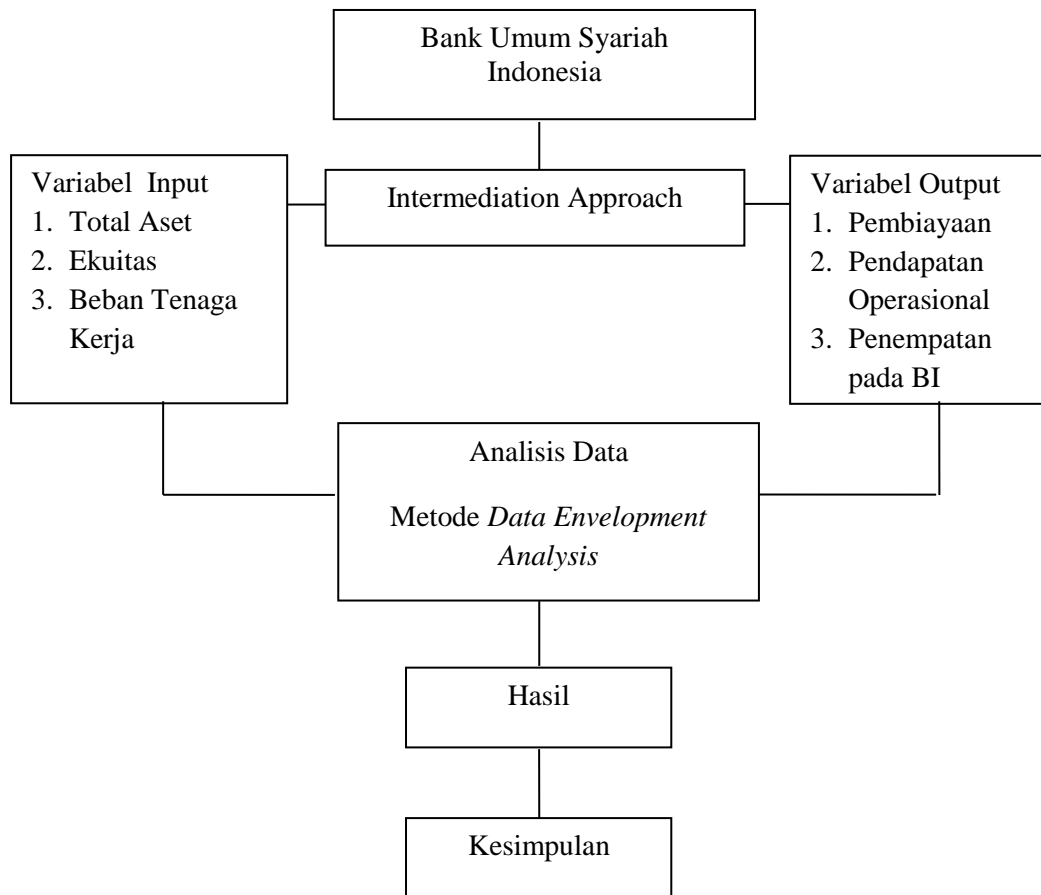 Bank Umum Syariah
Indonesia
Variabel Input
1. Total Aset
2. Ekuitas
3. Beban Tenaga
Kerja
Intermediation Approach
Variabel Output
1. Pembiayaan
2. Pendapatan
Operasional
3. Penempatan
pada BI
Analisis Data
Metode Data Envelopment
Analysis
Hasil
Kesimpulan